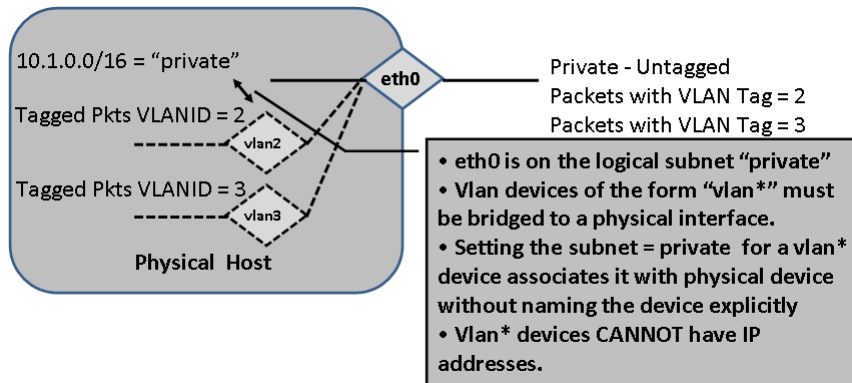 10.1.0.0/16 = “private”
eth0
Private - Untagged
Packets with VLAN Tag = 2
Packets with VLAN Tag = 3
Tagged Pkts VLANID = 2
vlan2
Tagged Pkts VLANID = 3
vlan3
Physical Host
• eth0 is on the logical subnet “private”
• Vlan devices of the form “vlan*” must
be bridged to a physical interface.
• Setting the subnet = private for a vlan*
device associates it with physical device
without naming the device explicitly
• Vlan* devices CANNOT have IP
addresses.